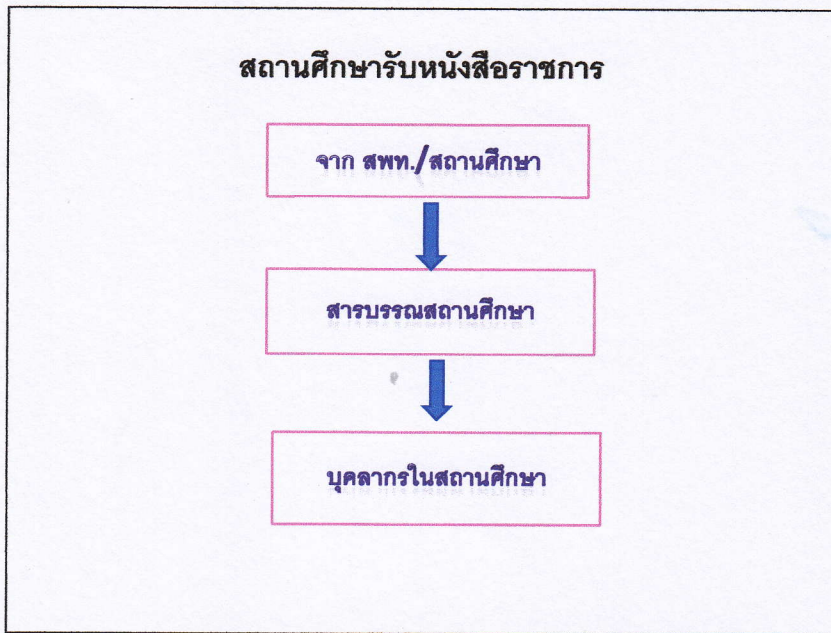 สถานศึกษารับหนังสือราชการ
จาก สพท./สถานศึกษา
สารบรรณสถานศึกษา
บุคลากรในสถานศึกษา